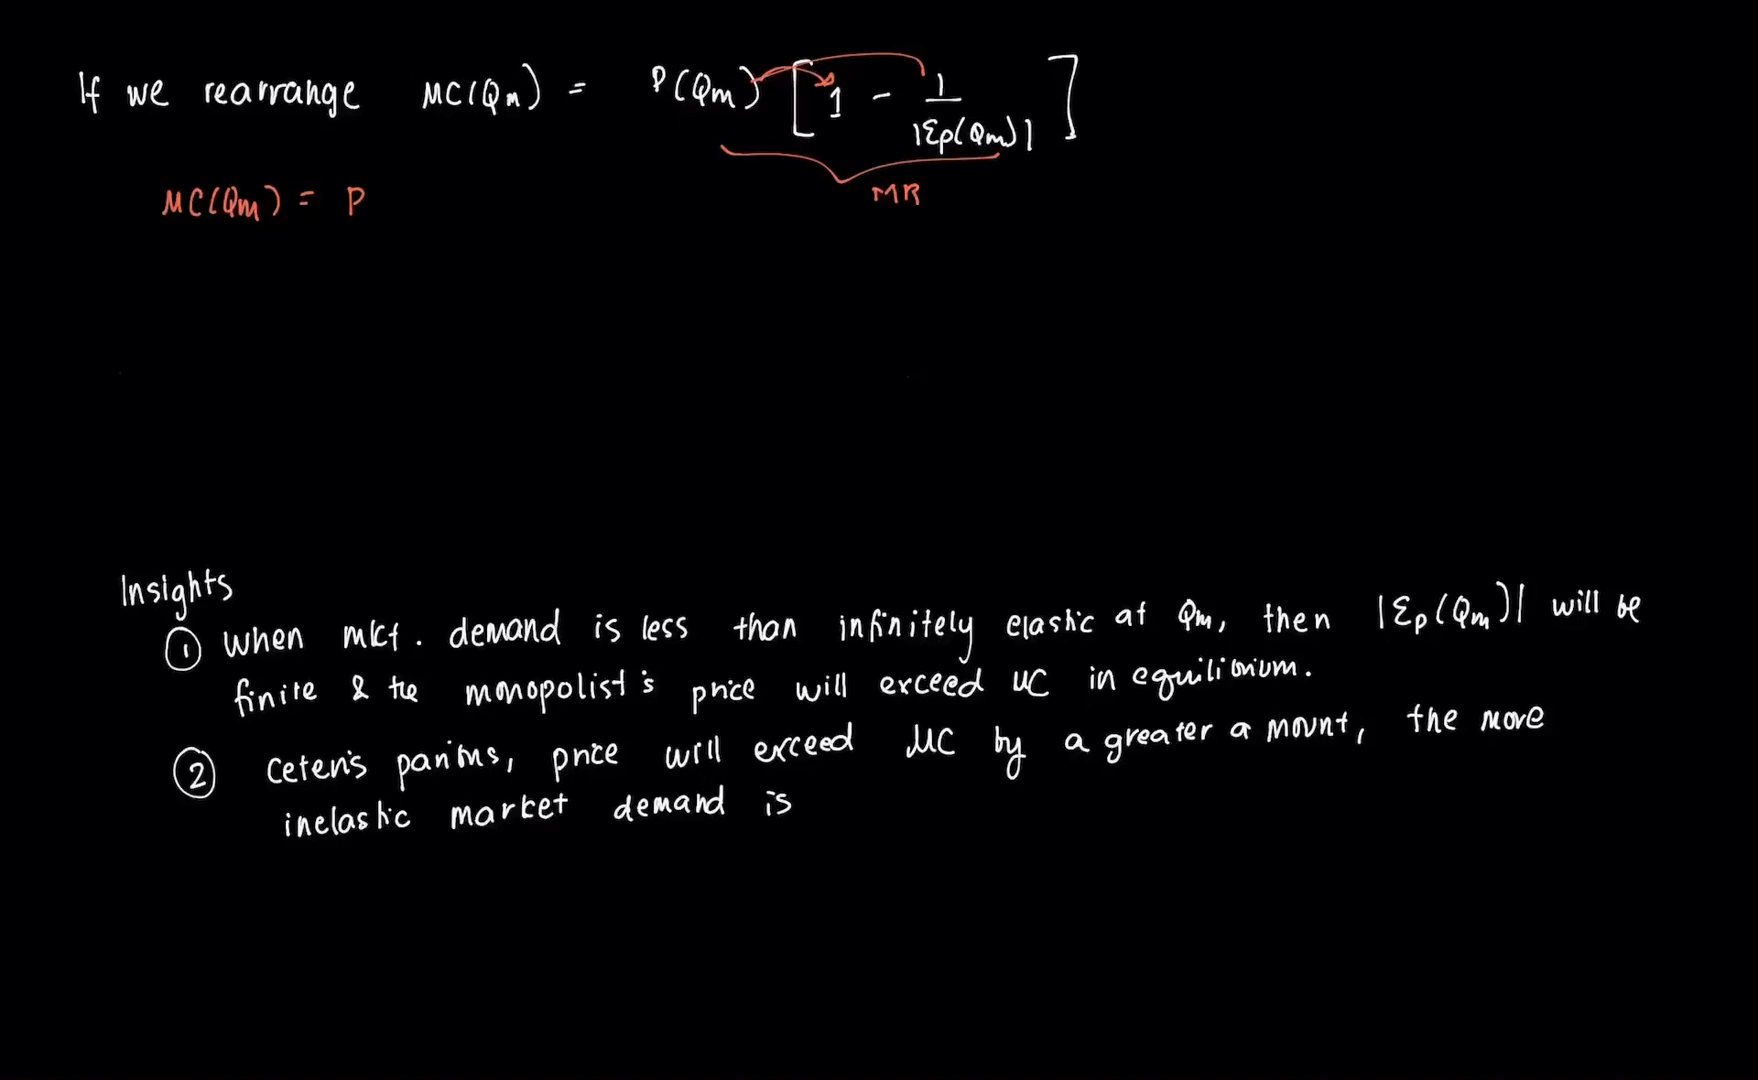 If we rearrange MC(Qm) = P(Qm) [1 - 1/|εp(Qm)|]
MR
MC(Qm) = P
Insights
① when mkt. demand is less than infinitely elastic at Qm, then |εp(Qm)| will be
finite & the monopolist's price will exceed MC in equilibrium.
② Ceteris paribus, price will exceed MC by a greater amount, the more
inelastic market demand is